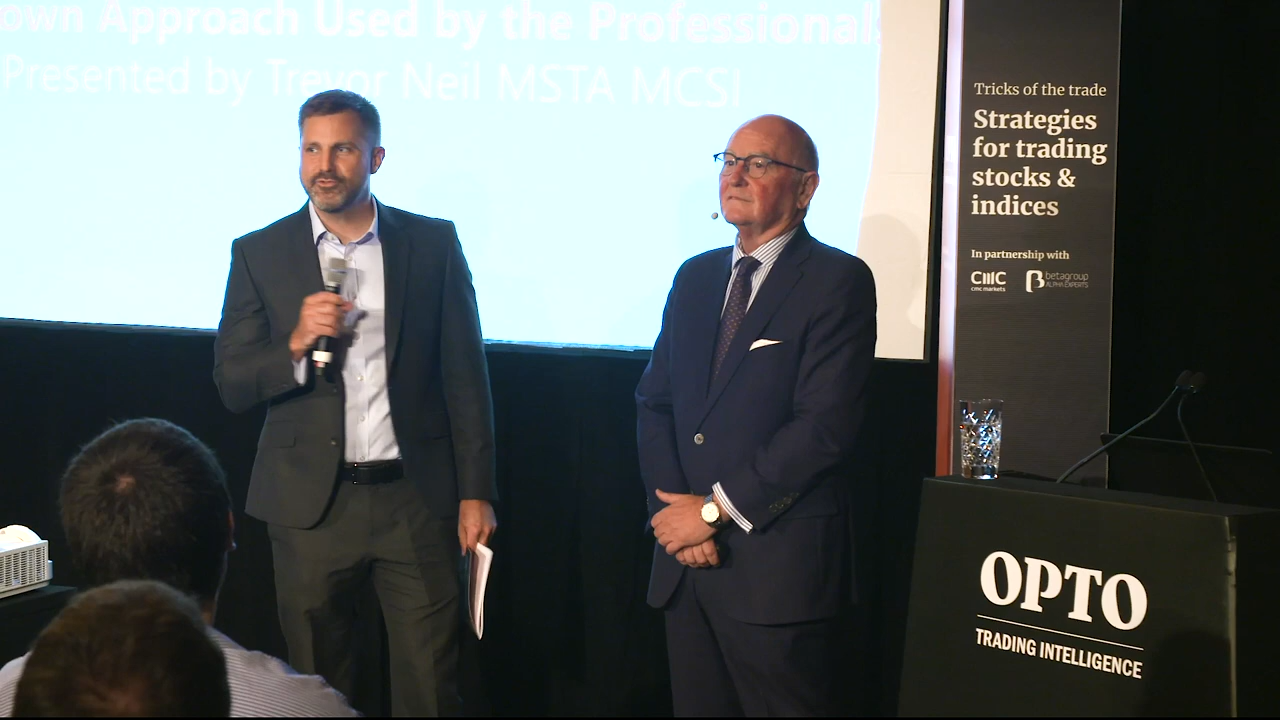 own Approach Used by the Professionals
Presented by Trevor Neil MSTA MCSI
Tricks of the trade
Strategies
for trading
stocks &
indices
In partnership with
cmc
cmc markets
betagroup
ALPHA EXPERTS
OPTO
TRADING INTELLIGENCE